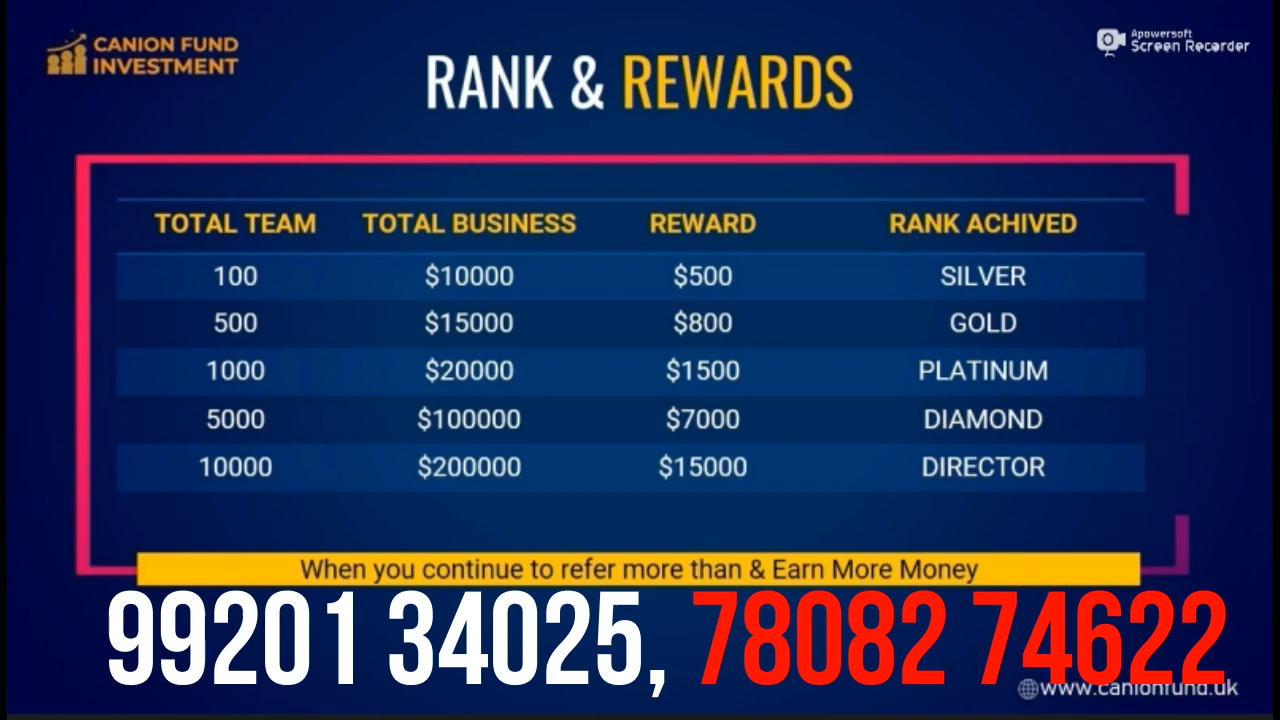 CANION FUND
INVESTMENT
Apowersoft
Screen Recorder
RANK & REWARDS
TOTAL TEAM TOTAL BUSINESS REWARD RANK ACHIVED
100 $10000 $500 SILVER
500 $15000 $800 GOLD
1000 $20000 $1500 PLATINUM
5000 $100000 $7000 DIAMOND
10000 $200000 $15000 DIRECTOR
When you continue to refer more than & Earn More Money
99201 34025, 78082 74622
www.canionfund.uk